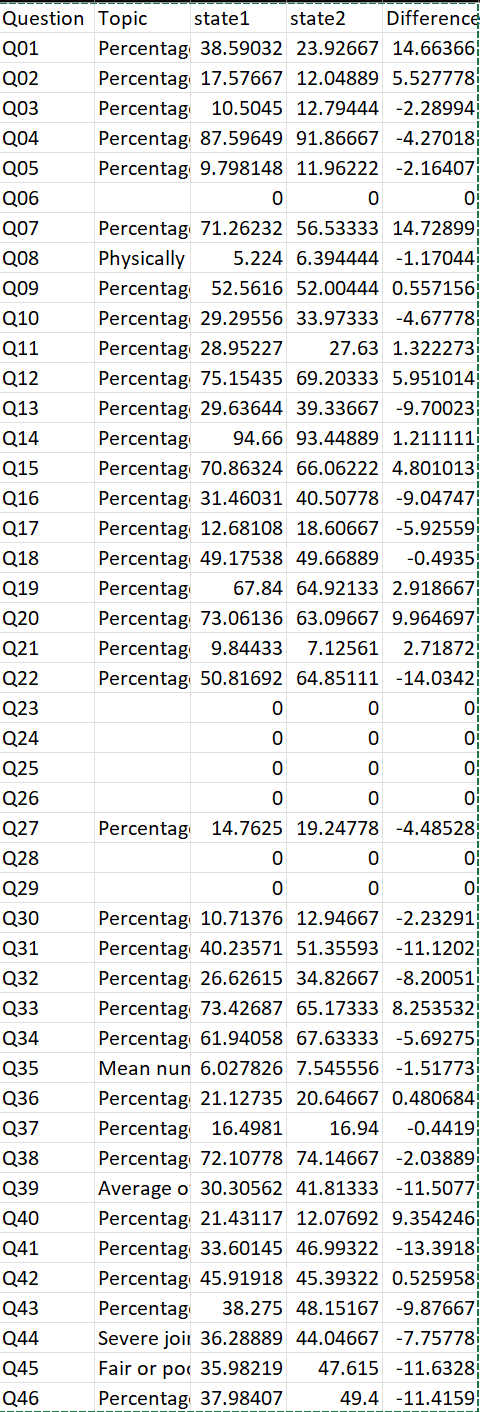 Question Topic state1 state2 Difference
Q01 Percentag 38.59032 23.92667 14.66366
Q02 Percentag 17.57667 12.04889 5.527778
Q03 Percentag 10.5045 12.79444 -2.28994
Q04 Percentag 87.59649 91.86667 -4.27018
Q05 Percentag 9.798148 11.96222 -2.16407
Q06 0 0 0
Q07 Percentag 71.26232 56.53333 14.72899
Q08 Physically 5.224 6.394444 -1.17044
Q09 Percentag 52.5616 52.00444 0.557156
Q10 Percentag 29.29556 33.97333 -4.67778
Q11 Percentag 28.95227 27.63 1.322273
Q12 Percentag 75.15435 69.20333 5.951014
Q13 Percentag 29.63644 39.33667 -9.70023
Q14 Percentag 94.66 93.44889 1.211111
Q15 Percentag 70.86324 66.06222 4.801013
Q16 Percentag 31.46031 40.50778 -9.04747
Q17 Percentag 12.68108 18.60667 -5.92559
Q18 Percentag 49.17538 49.66889 -0.4935
Q19 Percentag 67.84 64.92133 2.918667
Q20 Percentag 73.06136 63.09667 9.964697
Q21 Percentag 9.84433 7.12561 2.71872
Q22 Percentag 50.81692 64.85111 -14.0342
Q23 0 0 0
Q24 0 0 0
Q25 0 0 0
Q26 0 0 0
Q27 Percentag 14.7625 19.24778 -4.48528
Q28 0 0 0
Q29 0 0 0
Q30 Percentag 10.71376 12.94667 -2.23291
Q31 Percentag 40.23571 51.35593 -11.1202
Q32 Percentag 26.62615 34.82667 -8.20051
Q33 Percentag 73.42687 65.17333 8.253532
Q34 Percentag 61.94058 67.63333 -5.69275
Q35 Mean num 6.027826 7.545556 -1.51773
Q36 Percentag 21.12735 20.64667 0.480684
Q37 Percentag 16.4981 16.94 -0.4419
Q38 Percentag 72.10778 74.14667 -2.03889
Q39 Average o 30.30562 41.81333 -11.5077
Q40 Percentag 21.43117 12.07692 9.354246
Q41 Percentag 33.60145 46.99322 -13.3918
Q42 Percentag 45.91918 45.39322 0.525958
Q43 Percentag 38.275 48.15167 -9.87667
Q44 Severe joi 36.28889 44.04667 -7.75778
Q45 Fair or poo 35.98219 47.615 -11.6328
Q46 Percentag 37.98407 49.4 -11.4159